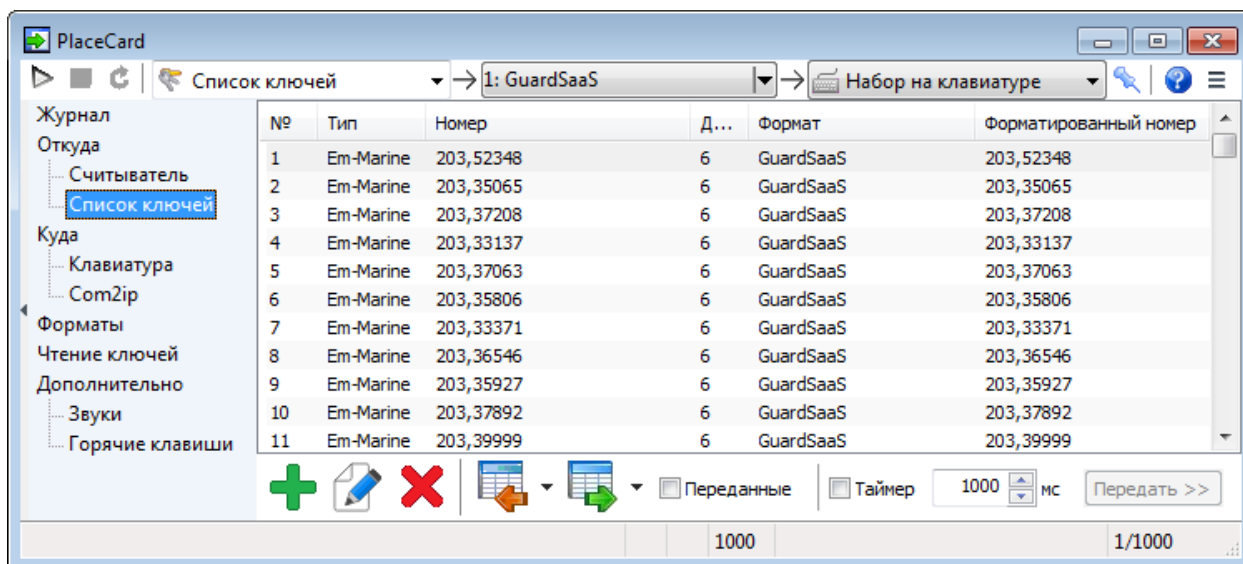 PlaceCard
Список ключей 1: GuardSaaS Набор на клавиатуре
Журнал
Откуда
Считыватель
Список ключей
Куда
Клавиатура
Com2ip
Форматы
Чтение ключей
Дополнительно
Звуки
Горячие клавиши
№ Тип Номер Д... Формат Форматированный номер
1 Em-Marine 203,52348 6 GuardSaaS 203,52348
2 Em-Marine 203,35065 6 GuardSaaS 203,35065
3 Em-Marine 203,37208 6 GuardSaaS 203,37208
4 Em-Marine 203,33137 6 GuardSaaS 203,33137
5 Em-Marine 203,37063 6 GuardSaaS 203,37063
6 Em-Marine 203,35806 6 GuardSaaS 203,35806
7 Em-Marine 203,33371 6 GuardSaaS 203,33371
8 Em-Marine 203,36546 6 GuardSaaS 203,36546
9 Em-Marine 203,35927 6 GuardSaaS 203,35927
10 Em-Marine 203,37892 6 GuardSaaS 203,37892
11 Em-Marine 203,39999 6 GuardSaaS 203,39999
Переданные Таймер 1000 мс Передать >>
1000 1/1000